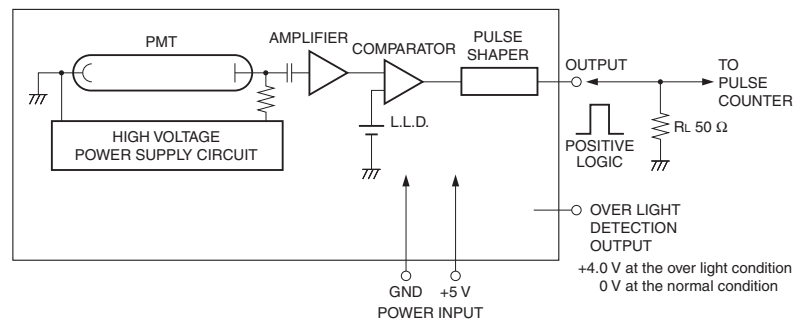 PMT
AMPLIFIER
COMPARATOR
PULSE
SHAPER
OUTPUT
TO
PULSE
COUNTER
HIGH VOLTAGE
POWER SUPPLY CIRCUIT
L.L.D.
POSITIVE
LOGIC
RL 50 Ω
OVER LIGHT
DETECTION
OUTPUT
+4.0 V at the over light condition
0 V at the normal condition
GND +5 V
POWER INPUT